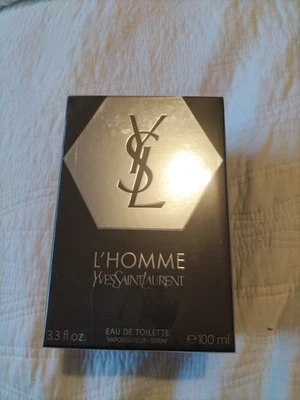 YSL
L'HOMME
YVESSAINTLAURENT
EAU DE TOILETTE
VAPORISATEUR - SPRAY
3.3 fl.oz. ℮100 ml